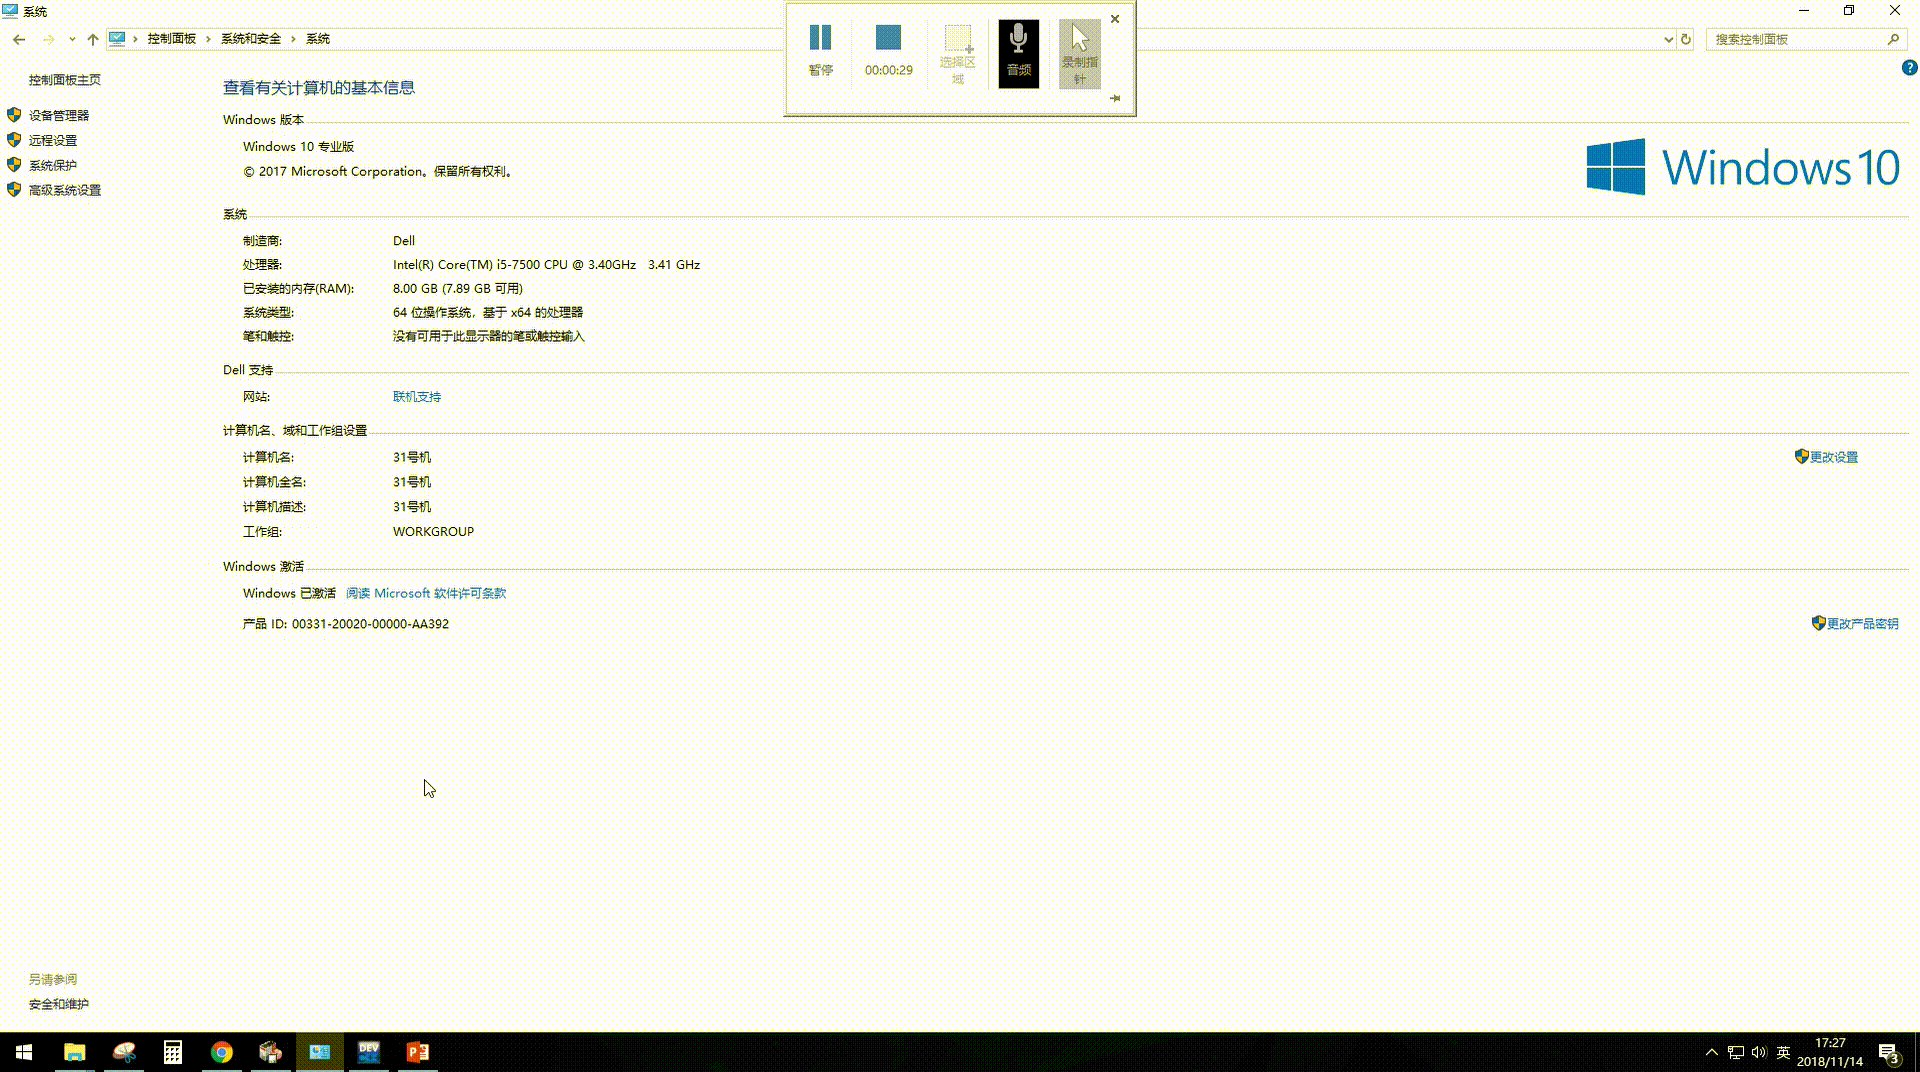 系统
控制面板 系统和安全 系统
搜索控制面板
暂停
00:00:29
选择区域
音频
录制指针
控制面板主页
设备管理器
远程设置
系统保护
高级系统设置
查看有关计算机的基本信息
Windows 版本
Windows 10 专业版
© 2017 Microsoft Corporation。保留所有权利。
Windows 10
系统
制造商: Dell
处理器: Intel(R) Core(TM) i5-7500 CPU @ 3.40GHz 3.41 GHz
已安装的内存(RAM): 8.00 GB (7.89 GB 可用)
系统类型: 64 位操作系统，基于 x64 的处理器
笔和触控: 没有可用于此显示器的笔或触控输入
Dell 支持
网站: 联机支持
计算机名、域和工作组设置
计算机名: 31号机 更改设置
计算机全名: 31号机
计算机描述: 31号机
工作组: WORKGROUP
Windows 激活
Windows 已激活 阅读 Microsoft 软件许可条款
产品 ID: 00331-20020-00000-AA392 更改产品密钥
另请参阅
安全和维护
DEV
英
17:27
2018/11/14
3